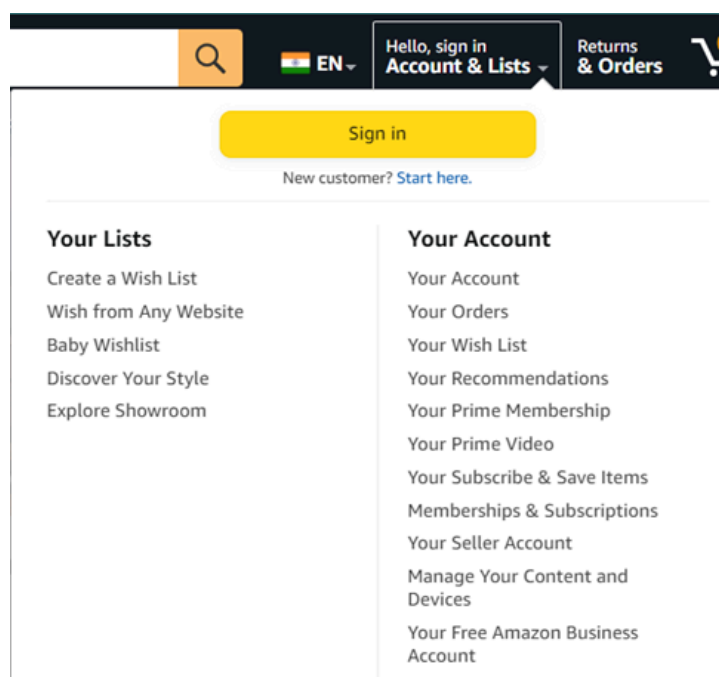 EN
Hello, sign in
Account & Lists
Returns
& Orders
Sign in
New customer? Start here.
Your Lists
Create a Wish List
Wish from Any Website
Baby Wishlist
Discover Your Style
Explore Showroom
Your Account
Your Account
Your Orders
Your Wish List
Your Recommendations
Your Prime Membership
Your Prime Video
Your Subscribe & Save Items
Memberships & Subscriptions
Your Seller Account
Manage Your Content and
Devices
Your Free Amazon Business
Account